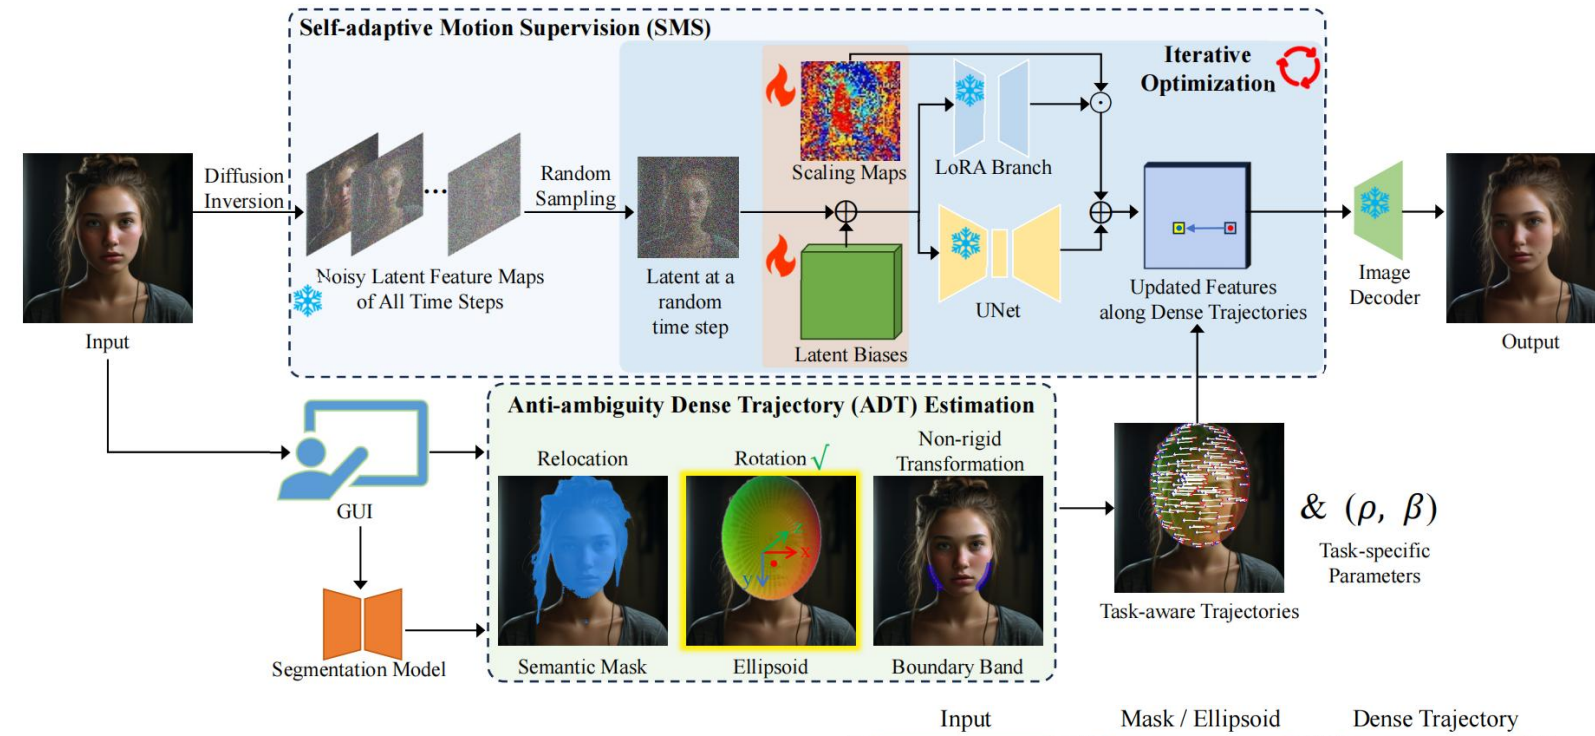 Self-adaptive Motion Supervision (SMS)
Iterative
Optimization
Diffusion
Inversion
Random
Sampling
Scaling Maps
LoRA Branch
Noisy Latent Feature Maps
of All Time Steps
Latent at a
random
time step
Latent Biases
UNet
Updated Features
along Dense Trajectories
Image
Decoder
Input
Output
Anti-ambiguity Dense Trajectory (ADT) Estimation
Relocation
Rotation √
Non-rigid
Transformation
z
x
y
GUI
Segmentation Model
Semantic Mask
Ellipsoid
Boundary Band
Task-aware Trajectories
& (ρ, β)
Task-specific
Parameters
Input
Mask / Ellipsoid
Dense Trajectory